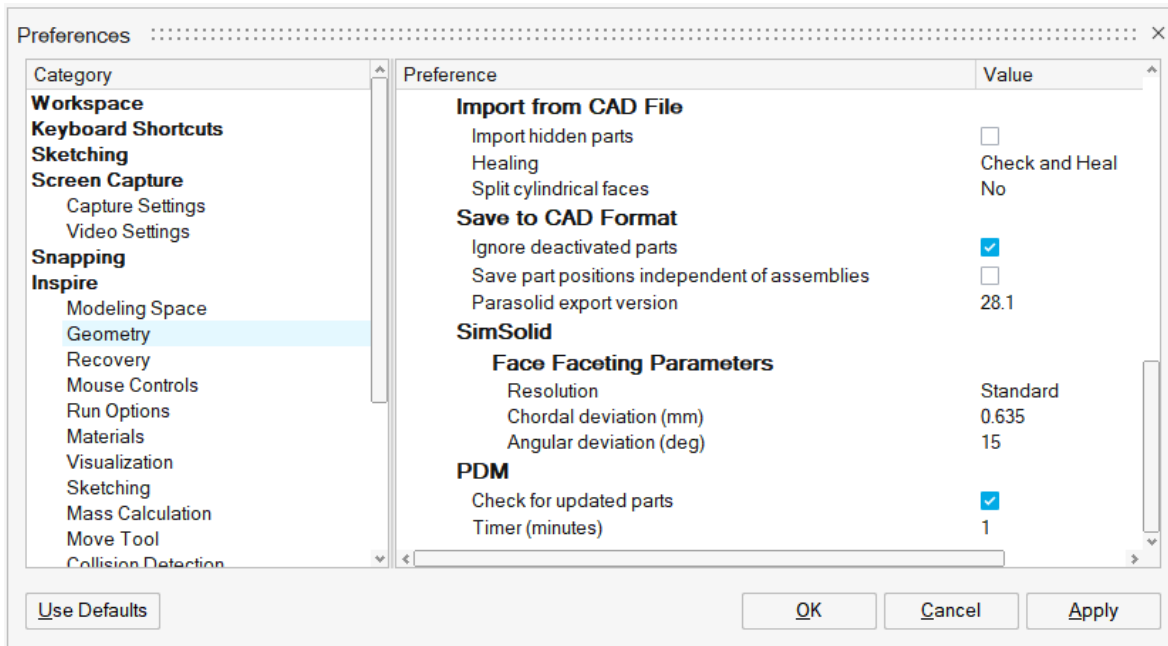 Preferences
Category
Workspace
Keyboard Shortcuts
Sketching
Screen Capture
Capture Settings
Video Settings
Snapping
Inspire
Modeling Space
Geometry
Recovery
Mouse Controls
Run Options
Materials
Visualization
Sketching
Mass Calculation
Move Tool
Collision Detection
Preference Value
Import from CAD File
Import hidden parts
Healing Check and Heal
Split cylindrical faces No
Save to CAD Format
Ignore deactivated parts
Save part positions independent of assemblies
Parasolid export version 28.1
SimSolid
Face Faceting Parameters
Resolution Standard
Chordal deviation (mm) 0.635
Angular deviation (deg) 15
PDM
Check for updated parts
Timer (minutes) 1
Use Defaults OK Cancel Apply